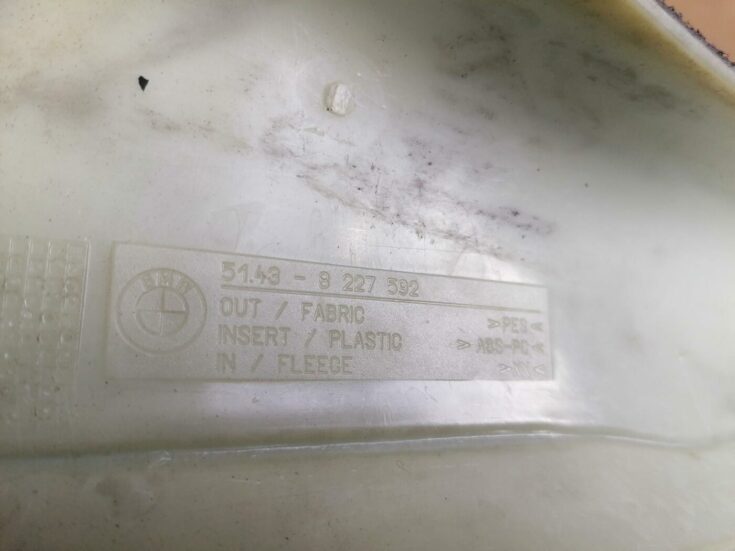 BMW
51.43 - 8 227 592
OUT / FABRIC >PES<
INSERT / PLASTIC >ABS-PC<
IN / FLEECE